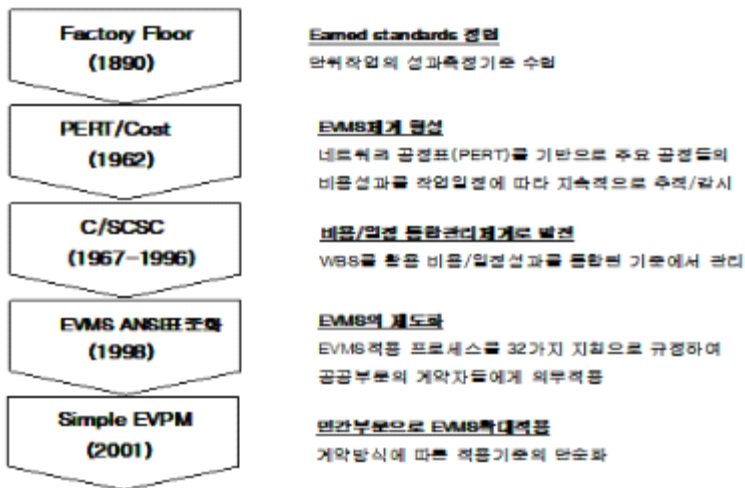 Factory Floor
(1890)
Earned standards 정립
단위작업의 성과측정기준 수립
PERT/Cost
(1962)
EVMS체계 형성
네트워크 공정표(PERT)를 기반으로 주요 공정들의
비용성과를 작업일정에 따라 지속적으로 추적/감시
C/SCSC
(1967-1996)
비용/일정 통합관리체계로 발전
WBS를 활용 비용/일정성과를 통합된 기준에서 관리
EVMS ANSI표준화
(1998)
EVMS의 제도화
EVMS적용 프로세스를 32가지 지침으로 규정하여
공공부문의 계약자들에게 의무적용
Simple EVPM
(2001)
민간부문으로 EVMS확대적용
계약방식에 따른 적용기준의 단순화